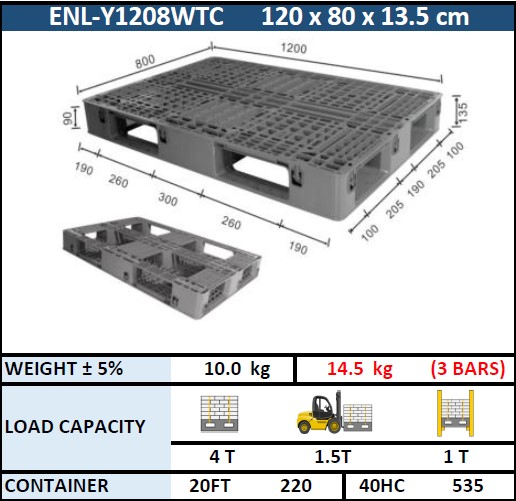 ENL-Y1208WTC 120 x 80 x 13.5 cm
800
1200
90
135
190
260
300
260
190
100
205
190
205
100
WEIGHT ± 5% 10.0 kg 14.5 kg (3 BARS)
LOAD CAPACITY
4 T 1.5T 1 T
CONTAINER 20FT 220 40HC 535